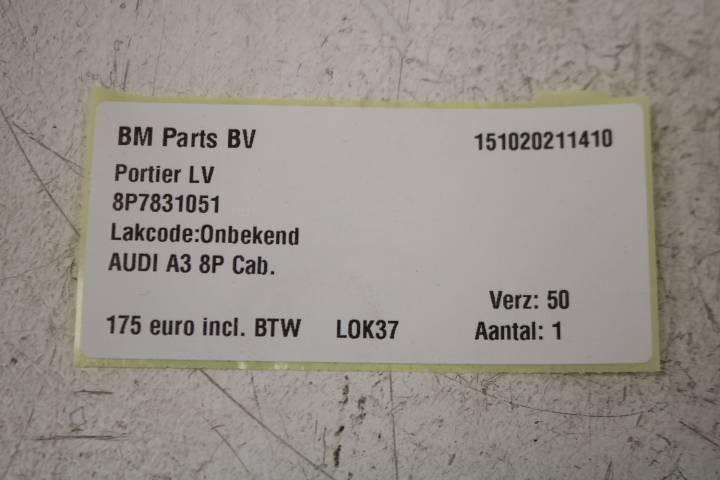 BM Parts BV 151020211410
Portier LV
8P7831051
Lakcode:Onbekend
AUDI A3 8P Cab.
Verz: 50
175 euro incl. BTW LOK37 Aantal: 1